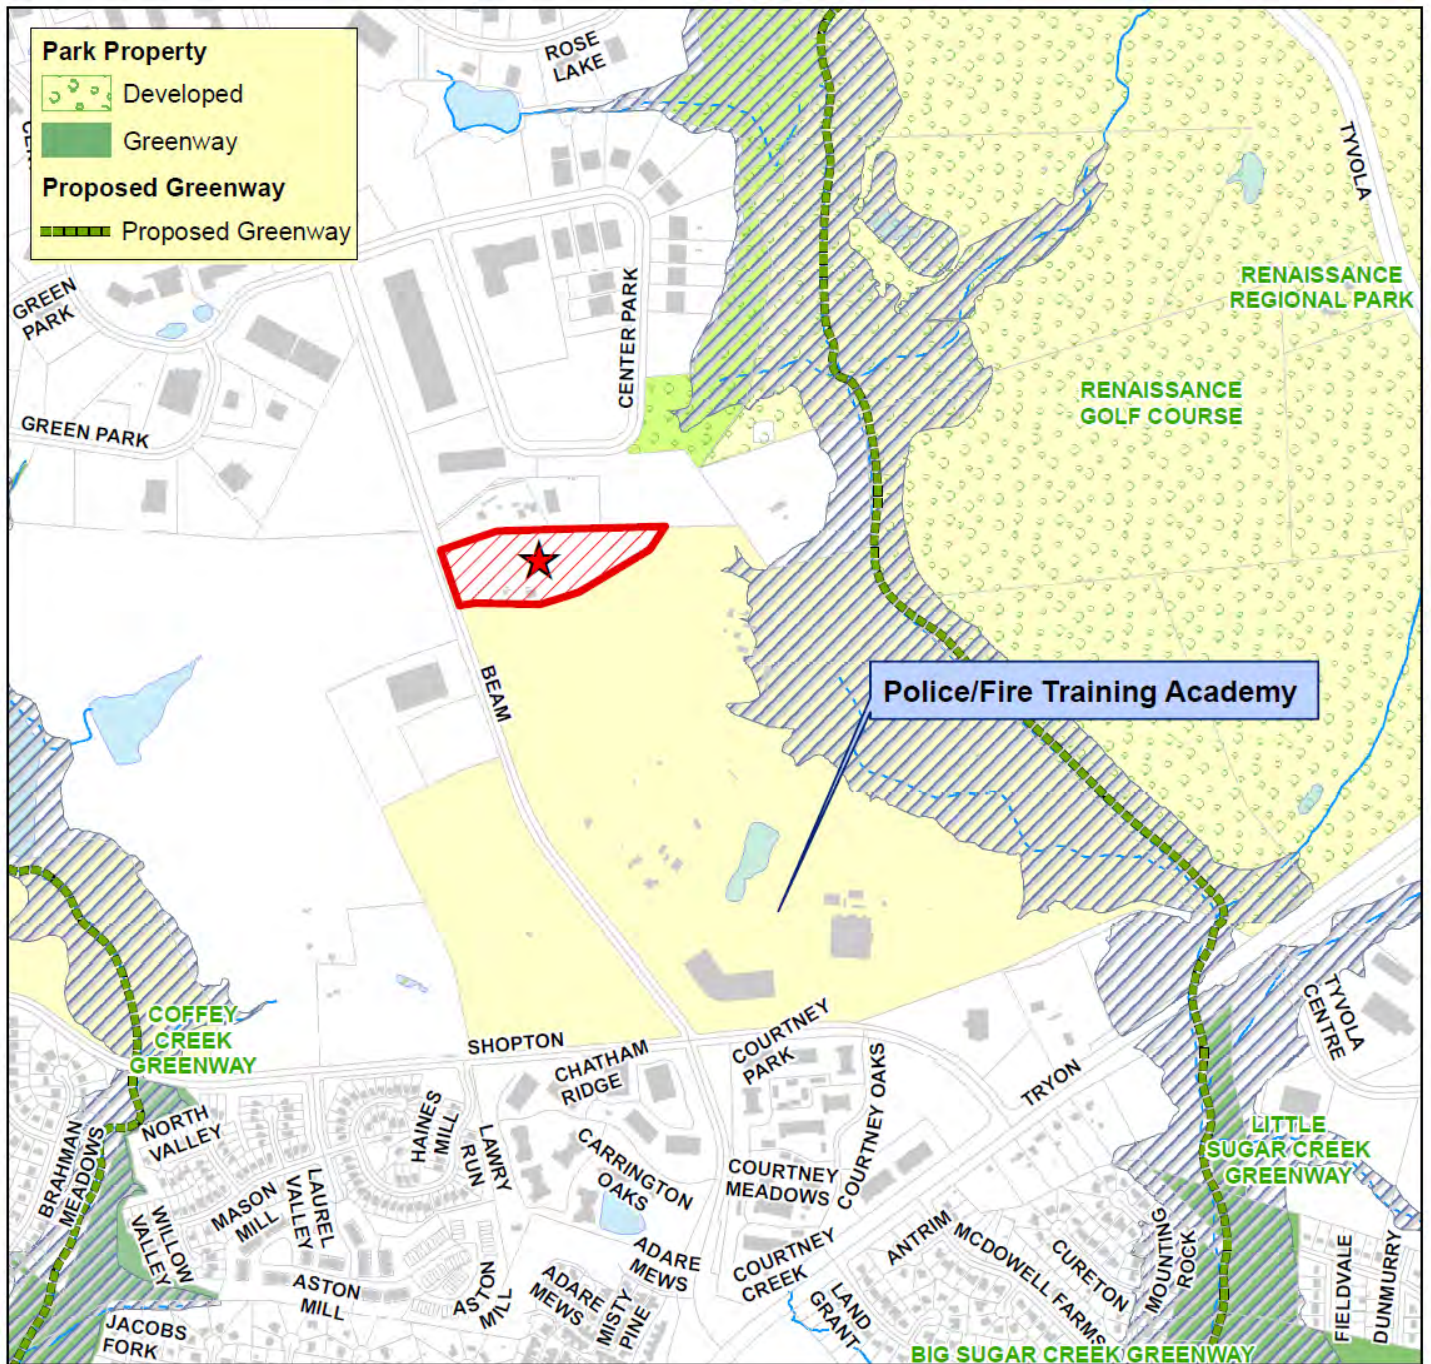 Park Property
Developed
Greenway
Proposed Greenway
Proposed Greenway
ROSE
LAKE
TYVOLA
GREEN
PARK
CENTER PARK
RENAISSANCE
REGIONAL PARK
RENAISSANCE
GOLF COURSE
GREEN PARK
BEAM
Police/Fire Training Academy
COFFEY
CREEK
GREENWAY
SHOPTON
CHATHAM
RIDGE
COURTNEY
PARK
COURTNEY OAKS
TRYON
TYVOLA
CENTRE
NORTH
VALLEY
HAINES
MILL
LAWRY
RUN
BRAHMAN
MEADOWS
WILLOW
VALLEY
MASON
MILL
LAUREL
VALLEY
CARRINGTON
OAKS
COURTNEY
MEADOWS
LITTLE
SUGAR CREEK
GREENWAY
ASTON
MILL
ASTON
MILL
ADARE
MEWS
ADARE
MEWS
MISTY
PINE
COURTNEY
CREEK
LAND
GRANT
ANTRIM
MCDOWELL FARMS
CURETON
MOUNTING
ROCK
FIELDVALE
DUNMURRY
JACOBS
FORK
BIG SUGAR CREEK GREENWAY